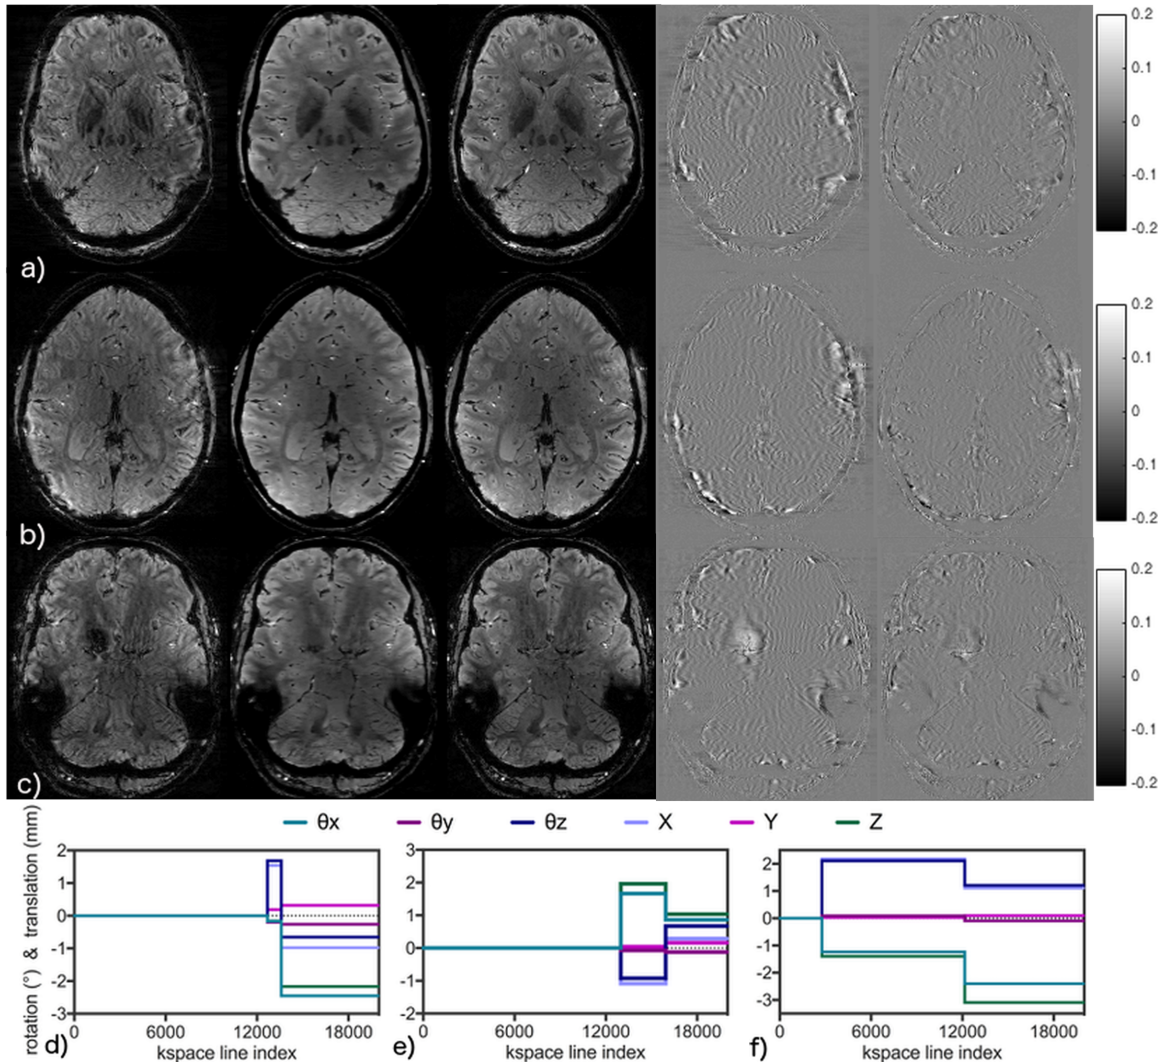 0.2
0.1
0
-0.1
-0.2
a)
0.2
0.1
0
-0.1
-0.2
b)
0.2
0.1
0
-0.1
-0.2
c)
θx θy θz X Y Z
rotation (°) & translation (mm)
2
1
0
-1
-2
-3
0 6000 12000 18000
kspace line index
d)
3
2
1
0
-1
-2
0 6000 12000 18000
kspace line index
e)
2
1
0
-1
-2
-3
0 6000 12000 18000
kspace line index
f)